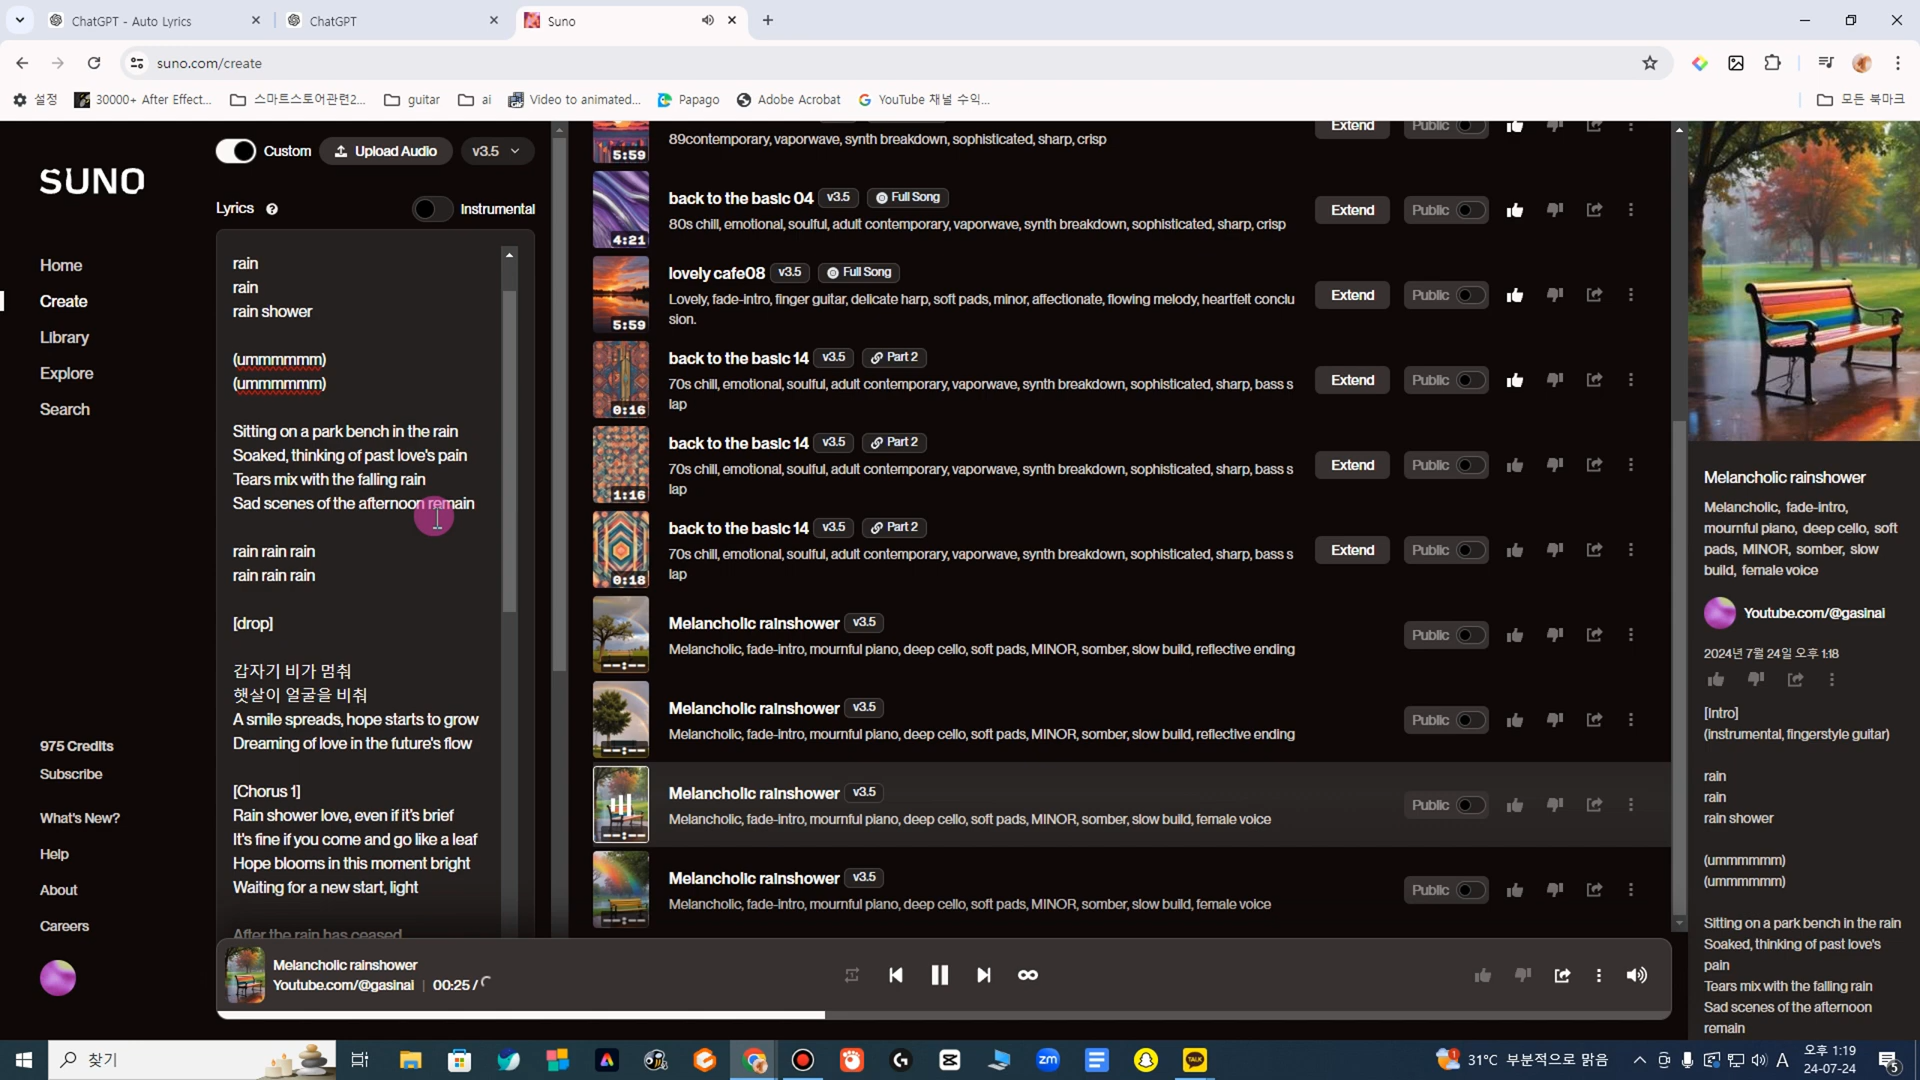 ChatGPT - Auto Lyrics
ChatGPT
Suno
suno.com/create
설정
30000+ After Effect...
스마트스토어관련2...
guitar
ai
Video to animated...
Papago
Adobe Acrobat
YouTube 채널 수익...
모든 북마크
SUNO
Home
Create
Library
Explore
Search
975 Credits
Subscribe
What's New?
Help
About
Careers
Custom
Upload Audio
v3.5
Lyrics
Instrumental
rain
rain
rain shower
(ummmmmm)
(ummmmmm)
Sitting on a park bench in the rain
Soaked, thinking of past love's pain
Tears mix with the falling rain
Sad scenes of the afternoon remain
rain rain rain
rain rain rain
[drop]
갑자기 비가 멈춰
햇살이 얼굴을 비춰
A smile spreads, hope starts to grow
Dreaming of love in the future's flow
[Chorus 1]
Rain shower love, even if it's brief
It's fine if you come and go like a leaf
Hope blooms in this moment bright
Waiting for a new start, light
After the rain has ceased
5:59
89contemporary, vaporwave, synth breakdown, sophisticated, sharp, crisp
Extend
Public
4:21
back to the basic 04 v3.5 Full Song
80s chill, emotional, soulful, adult contemporary, vaporwave, synth breakdown, sophisticated, sharp, crisp
Extend
Public
5:59
lovely cafe08 v3.5 Full Song
Lovely, fade-intro, finger guitar, delicate harp, soft pads, minor, affectionate, flowing melody, heartfelt conclu
sion.
Extend
Public
0:16
back to the basic 14 v3.5 Part 2
70s chill, emotional, soulful, adult contemporary, vaporwave, synth breakdown, sophisticated, sharp, bass s
lap
Extend
Public
1:16
back to the basic 14 v3.5 Part 2
70s chill, emotional, soulful, adult contemporary, vaporwave, synth breakdown, sophisticated, sharp, bass s
lap
Extend
Public
0:18
back to the basic 14 v3.5 Part 2
70s chill, emotional, soulful, adult contemporary, vaporwave, synth breakdown, sophisticated, sharp, bass s
lap
Extend
Public
--:--
Melancholic rainshower v3.5
Melancholic, fade-intro, mournful piano, deep cello, soft pads, MINOR, somber, slow build, reflective ending
Public
--:--
Melancholic rainshower v3.5
Melancholic, fade-intro, mournful piano, deep cello, soft pads, MINOR, somber, slow build, reflective ending
Public
--:--
Melancholic rainshower v3.5
Melancholic, fade-intro, mournful piano, deep cello, soft pads, MINOR, somber, slow build, female voice
Public
--:--
Melancholic rainshower v3.5
Melancholic, fade-intro, mournful piano, deep cello, soft pads, MINOR, somber, slow build, female voice
Public
Melancholic rainshower
Youtube.com/@gasinai | 00:25 /
Melancholic rainshower
Melancholic, fade-intro,
mournful piano, deep cello, soft
pads, MINOR, somber, slow
build, female voice
Youtube.com/@gasinai
2024년 7월 24일 오후 1:18
[Intro]
(instrumental, fingerstyle guitar)
rain
rain
rain shower
(ummmmmm)
(ummmmmm)
Sitting on a park bench in the rain
Soaked, thinking of past love's
pain
Tears mix with the falling rain
Sad scenes of the afternoon
remain
찾기
zm
TALK
1
31°C 부분적으로 맑음
A
오후 1:19
24-07-24
5